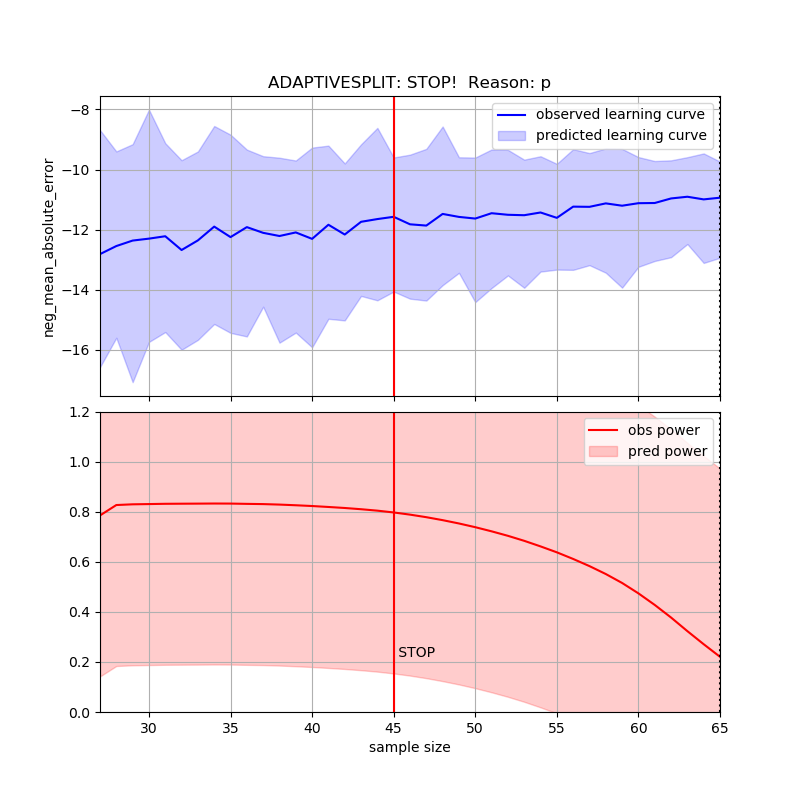 ADAPTIVESPLIT: STOP!  Reason: p
neg_mean_absolute_error
−8
−10
−12
−14
−16
observed learning curve
predicted learning curve
1.2
1.0
0.8
0.6
0.4
0.2
0.0
obs power
pred power
STOP
30
35
40
45
50
55
60
65
sample size